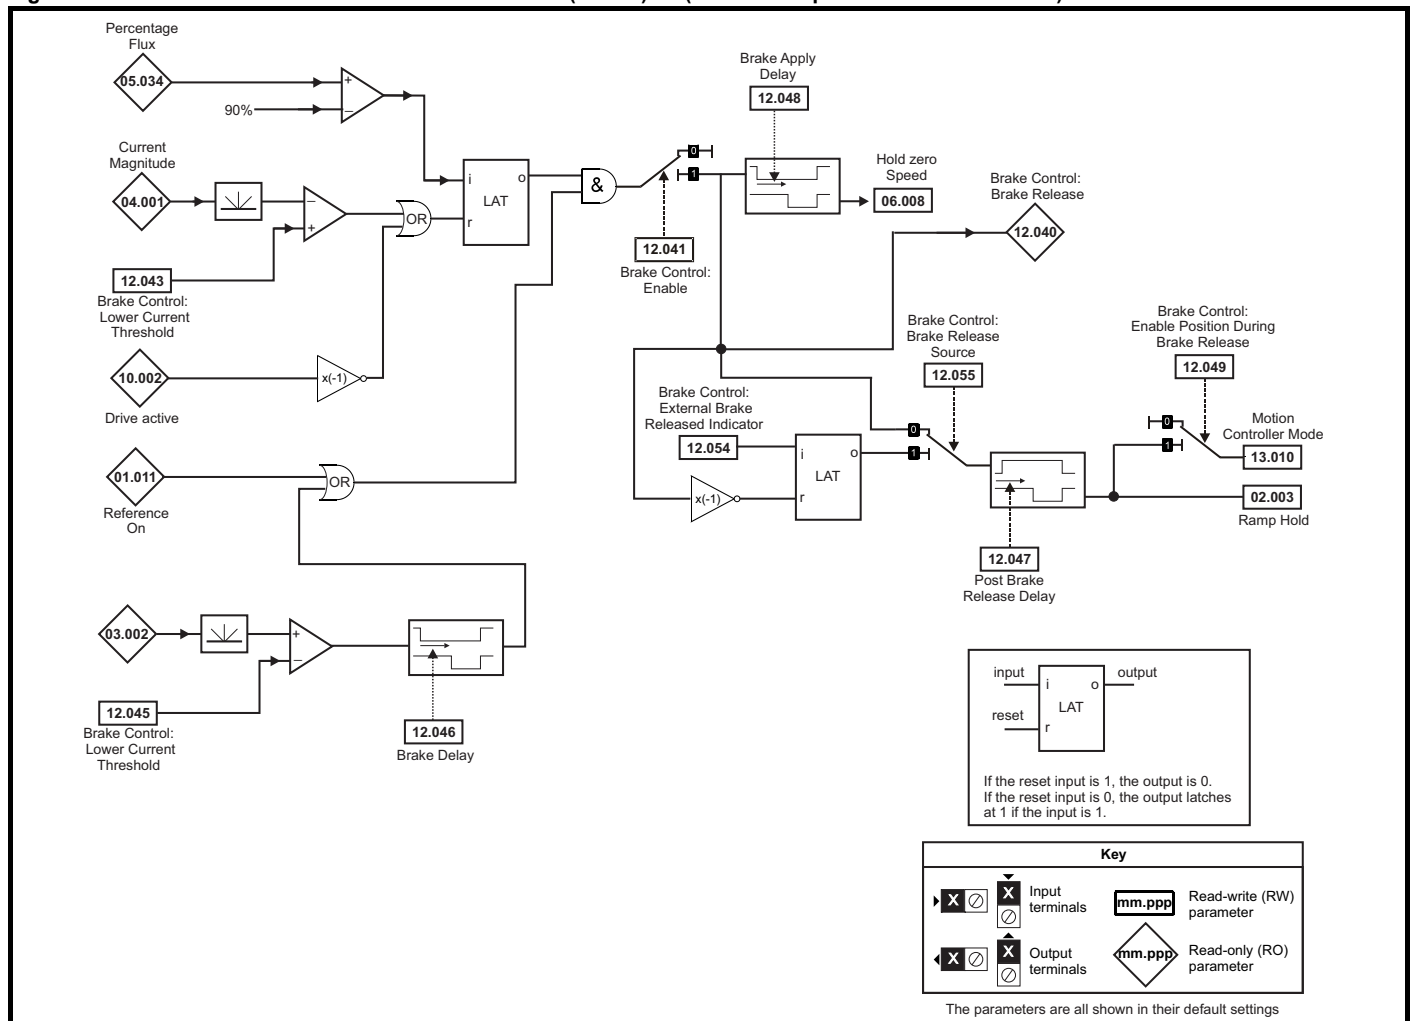 Percentage
Flux
05.034
90%
Current
Magnitude
04.001
12.043
Brake Control:
Lower Current
Threshold
10.002
Drive active
x(-1)
OR
i
o
LAT
r
&
0
1
12.041
Brake Control:
Enable
Brake Apply
Delay
12.048
Hold zero
Speed
06.008
Brake Control:
Brake Release
12.040
01.011
Reference
On
OR
03.002
12.045
Brake Control:
Lower Current
Threshold
12.046
Brake Delay
Brake Control:
External Brake
Released Indicator
12.054
x(-1)
i
o
LAT
r
Brake Control:
Brake Release
Source
12.055
0
1
12.047
Post Brake
Release Delay
Brake Control:
Enable Position During
Brake Release
12.049
0
1
Motion
Controller Mode
13.010
02.003
Ramp Hold
input
i
o
output
LAT
reset
r
If the reset input is 1, the output is 0.
If the reset input is 0, the output latches
at 1 if the input is 1.
Key
X
X
Input
terminals
mm.ppp
Read-write (RW)
parameter
X
X
Output
terminals
mm.ppp
Read-only (RO)
parameter
The parameters are all shown in their default settings